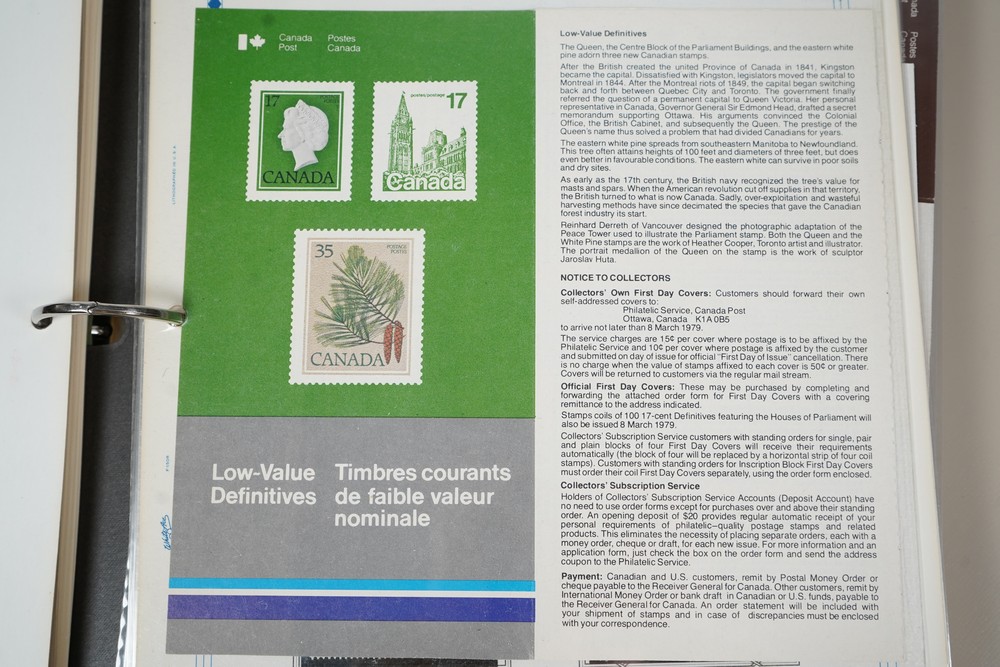 Canada
Post
Postes
Canada
17
CANADA
postes/postage 17
Canada
35
POSTAGE
POSTES
CANADA
Low-Value
Definitives
Timbres courants
de faible valeur
nominale
Low-Value Definitives
The Queen, the Centre Block of the Parliament Buildings, and the eastern white
pine adorn three new Canadian stamps.
After the British created the united Province of Canada in 1841, Kingston
became the capital. Dissatisfied with Kingston, legislators moved the capital to
Montreal in 1844. After the Montreal riots of 1849, the capital began switching
back and forth between Quebec City and Toronto. The government finally
referred the question of a permanent capital to Queen Victoria. Her personal
representative in Canada, Governor General Sir Edmond Head, drafted a secret
memorandum supporting Ottawa. His arguments convinced the Colonial
Office, the British Cabinet, and subsequently the Queen. The prestige of the
Queen's name thus solved a problem that had divided Canadians for years.
The eastern white pine spreads from southeastern Manitoba to Newfoundland.
This tree often attains heights of 100 feet and diameters of three feet, but does
even better in favourable conditions. The eastern white can survive in poor soils
and dry sites.
As early as the 17th century, the British navy recognized the tree's value for
masts and spars. When the American revolution cut off supplies in that territory,
the British turned to what is now Canada. Sadly, over-exploitation and wasteful
harvesting methods have since decimated the species that gave the Canadian
forest industry its start.
Reinhard Derreth of Vancouver designed the photographic adaptation of the
Peace Tower used to illustrate the Parliament stamp. Both the Queen and the
White Pine stamps are the work of Heather Cooper, Toronto artist and illustrator.
The portrait medallion of the Queen on the stamp is the work of sculptor
Jaroslav Huta.
NOTICE TO COLLECTORS
Collectors' Own First Day Covers: Customers should forward their own
self-addressed covers to:
Philatelic Service, Canada Post
Ottawa, Canada K1A 0B5
to arrive not later than 8 March 1979.
The service charges are 15¢ per cover where postage is to be affixed by the
Philatelic Service and 10¢ per cover where postage is affixed by the customer
and submitted on day of issue for official "First Day of Issue" cancellation. There
is no charge when the value of stamps affixed to each cover is 50¢ or greater.
Covers will be returned to customers via the regular mail stream.
Official First Day Covers: These may be purchased by completing and
forwarding the attached order form for First Day Covers with a covering
remittance to the address indicated.
Stamps coils of 100 17-cent Definitives featuring the Houses of Parliament will
also be issued 8 March 1979.
Collectors' Subscription Service customers with standing orders for single, pair
and plain blocks of four First Day Covers will receive their requirements
automatically (the block of four will be replaced by a horizontal strip of four coil
stamps). Customers with standing orders for Inscription Block First Day Covers
must order their coil First Day Covers separately, using the order form enclosed.
Collectors' Subscription Service
Holders of Collectors' Subscription Service Accounts (Deposit Account) have
no need to use order forms except for purchases over and above their standing
order. An opening deposit of $20 provides regular automatic receipt of your
personal requirements of philatelic-quality postage stamps and related
products. This eliminates the necessity of placing separate orders, each with a
money order, cheque or draft, for each new issue. For more information and an
application form, just check the box on the order form and send the address
coupon to the Philatelic Service.
Payment: Canadian and U.S. customers, remit by Postal Money Order or
cheque payable to the Receiver General for Canada. Other customers, remit by
International Money Order or bank draft in Canadian or U.S. funds, payable to
the Receiver General for Canada. An order statement will be included with
your shipment of stamps and in case of discrepancies must be enclosed
with your correspondence.